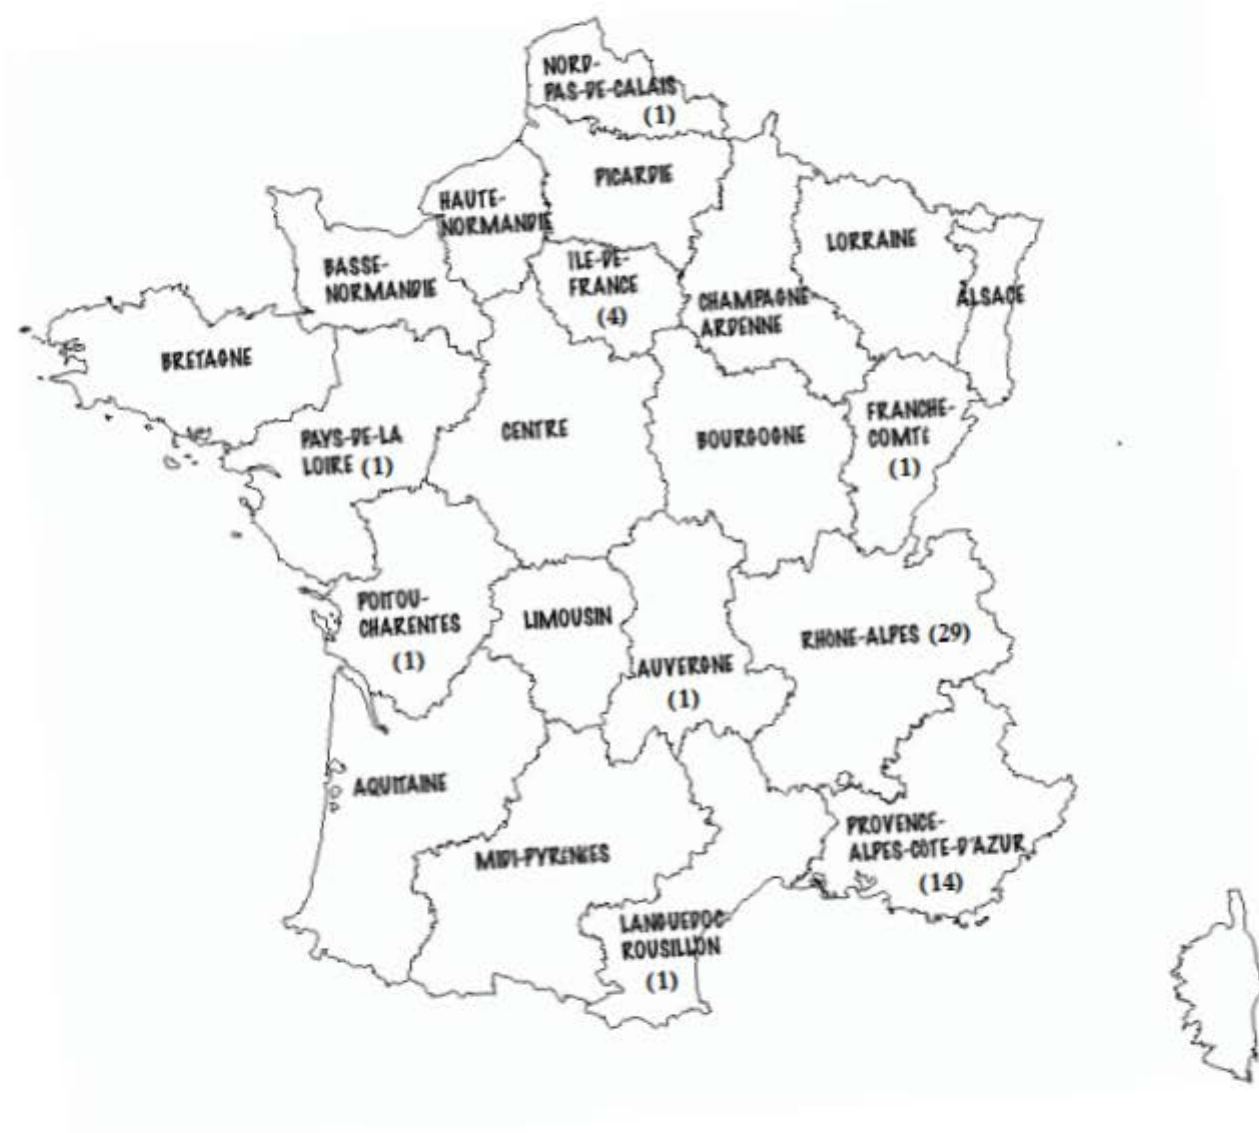 NORD-
PAS-DE-CALAIS
(1)
PICARDIE
HAUTE-
NORMANDIE
BASSE-
NORMANDIE
ILE-DE-
FRANCE
(4)
CHAMPAGNE
ARDENNE
LORRAINE
ALSACE
BRETAGNE
PAYS-DE-LA
LOIRE (1)
CENTRE
BOURGOGNE
FRANCHE-
COMTE
(1)
POITOU-
CHARENTES
(1)
LIMOUSIN
AUVERGNE
(1)
RHONE-ALPES (29)
AQUITAINE
MIDI-PYRENEES
LANGUEDOC
ROUSILLON
(1)
PROVENCE-
ALPES-COTE-D'AZUR
(14)